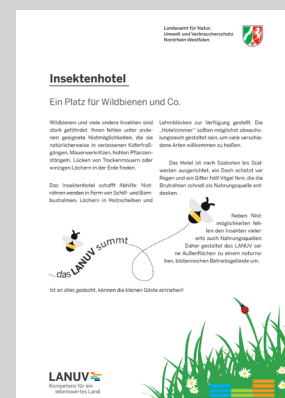 Landesamt für Natur,
Umwelt und Verbraucherschutz
Nordrhein-Westfalen
Insektenhotel
Ein Platz für Wildbienen und Co.
Wildbienen und viele andere Insekten sind
stark gefährdet. Ihnen fehlen unter ande-
rem geeignete Nistmöglichkeiten, die sie
natürlicherweise in verlassenen Käferfraß-
gängen, Mauerverkritzen, hohlen Pflanzen-
stängeln, Lücken von Trockenmauern oder
winzigen Löchern in der Erde finden.
Das Insektenhotel schafft Abhilfe: Nist-
röhren werden in Form von Schilf- und Bam-
bushalmen, Löchern in Holzscheiben und
Lehmblöcken zur Verfügung gestellt. Die
„Hotelzimmer“ sollten möglichst abwechs-
lungsreich gestaltet sein, um viele verschie-
dene Arten willkommen zu heißen.
Das Hotel ist nach Südosten bis Süd-
westen ausgerichtet, ein Dach schützt vor
Regen und ein Gitter hält Vögel fern, die die
Brutröhren schnell als Nahrungsquelle ent-
decken.
Neben Nist-
möglichkeiten feh-
len den Insekten vieler-
orts auch Nahrungsquellen.
Daher gestaltet das LANUV sei-
ne Außenflächen zu einem naturna-
hen, blütenreichen Betriebsgelände um.
das LANUV summt
Ist an alles gedacht, können die kleinen Gäste einziehen!
LANUV
Kompetenz für ein
lebenswertes Land